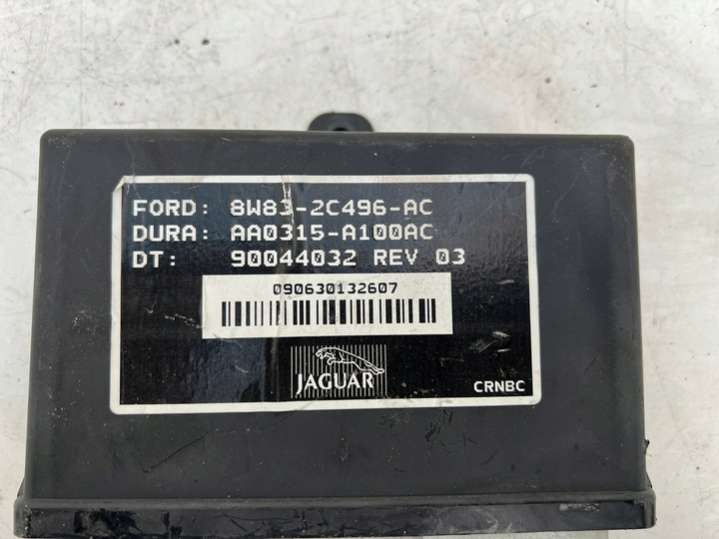 FORD: 8W83-2C496-AC
DURA: AA0315-A100AC
DT: 90044032 REV 03
090630132607
JAGUAR
CRNBC